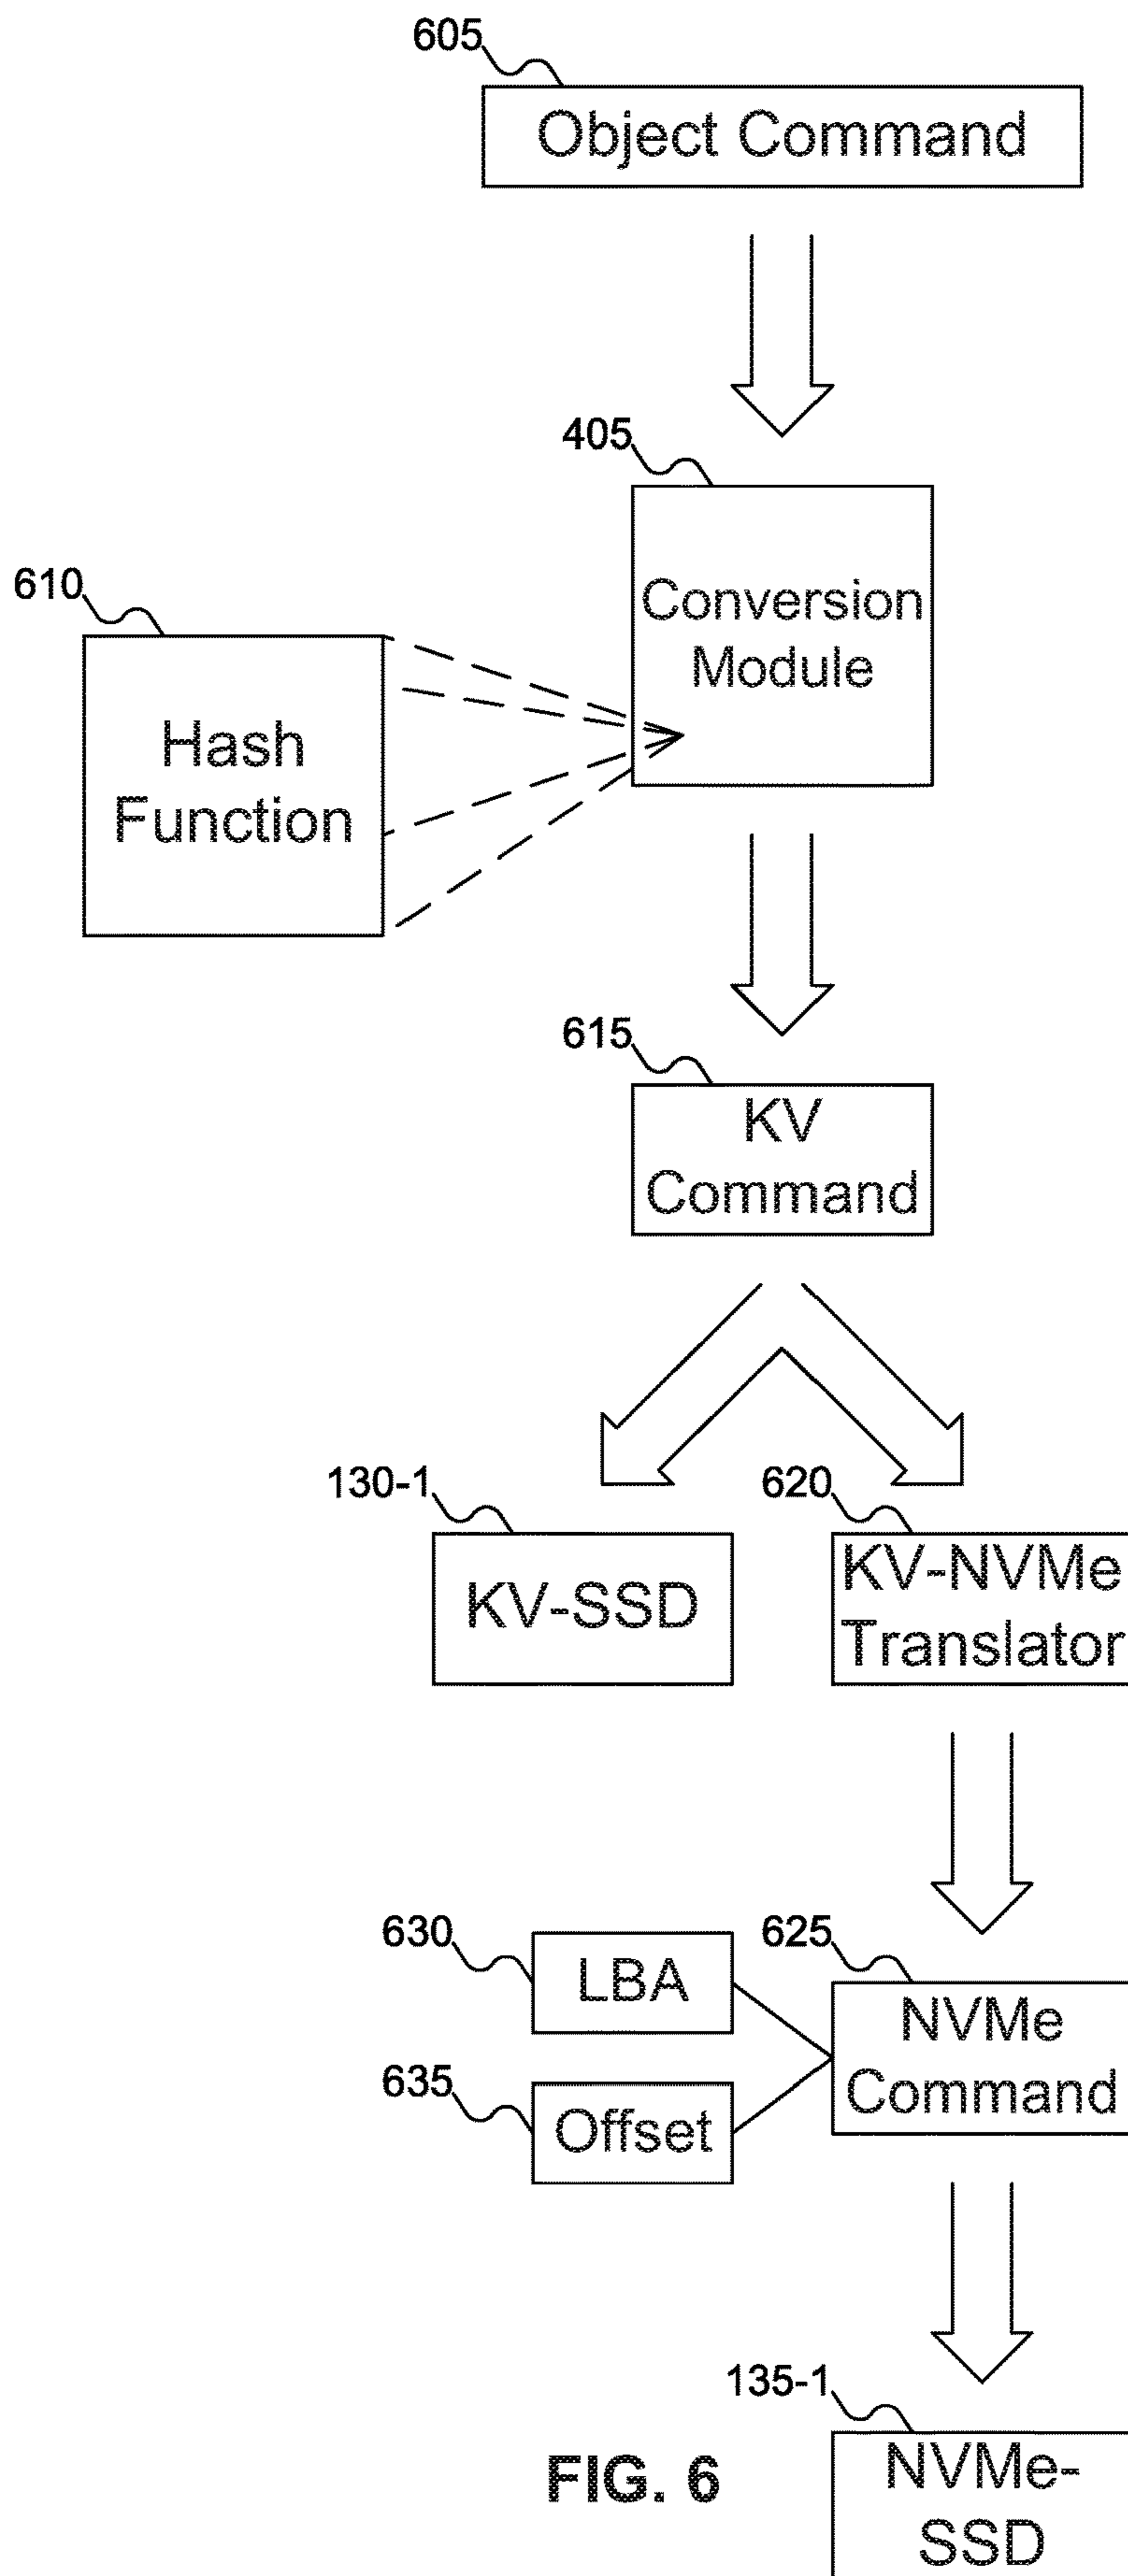 605
Object Command
405
Conversion
Module
610
Hash
Function
615
KV
Command
130-1
KV-SSD
620
KV-NVMe
Translator
630
LBA
625
NVMe
Command
635
Offset
135-1
NVMe-
SSD
FIG. 6